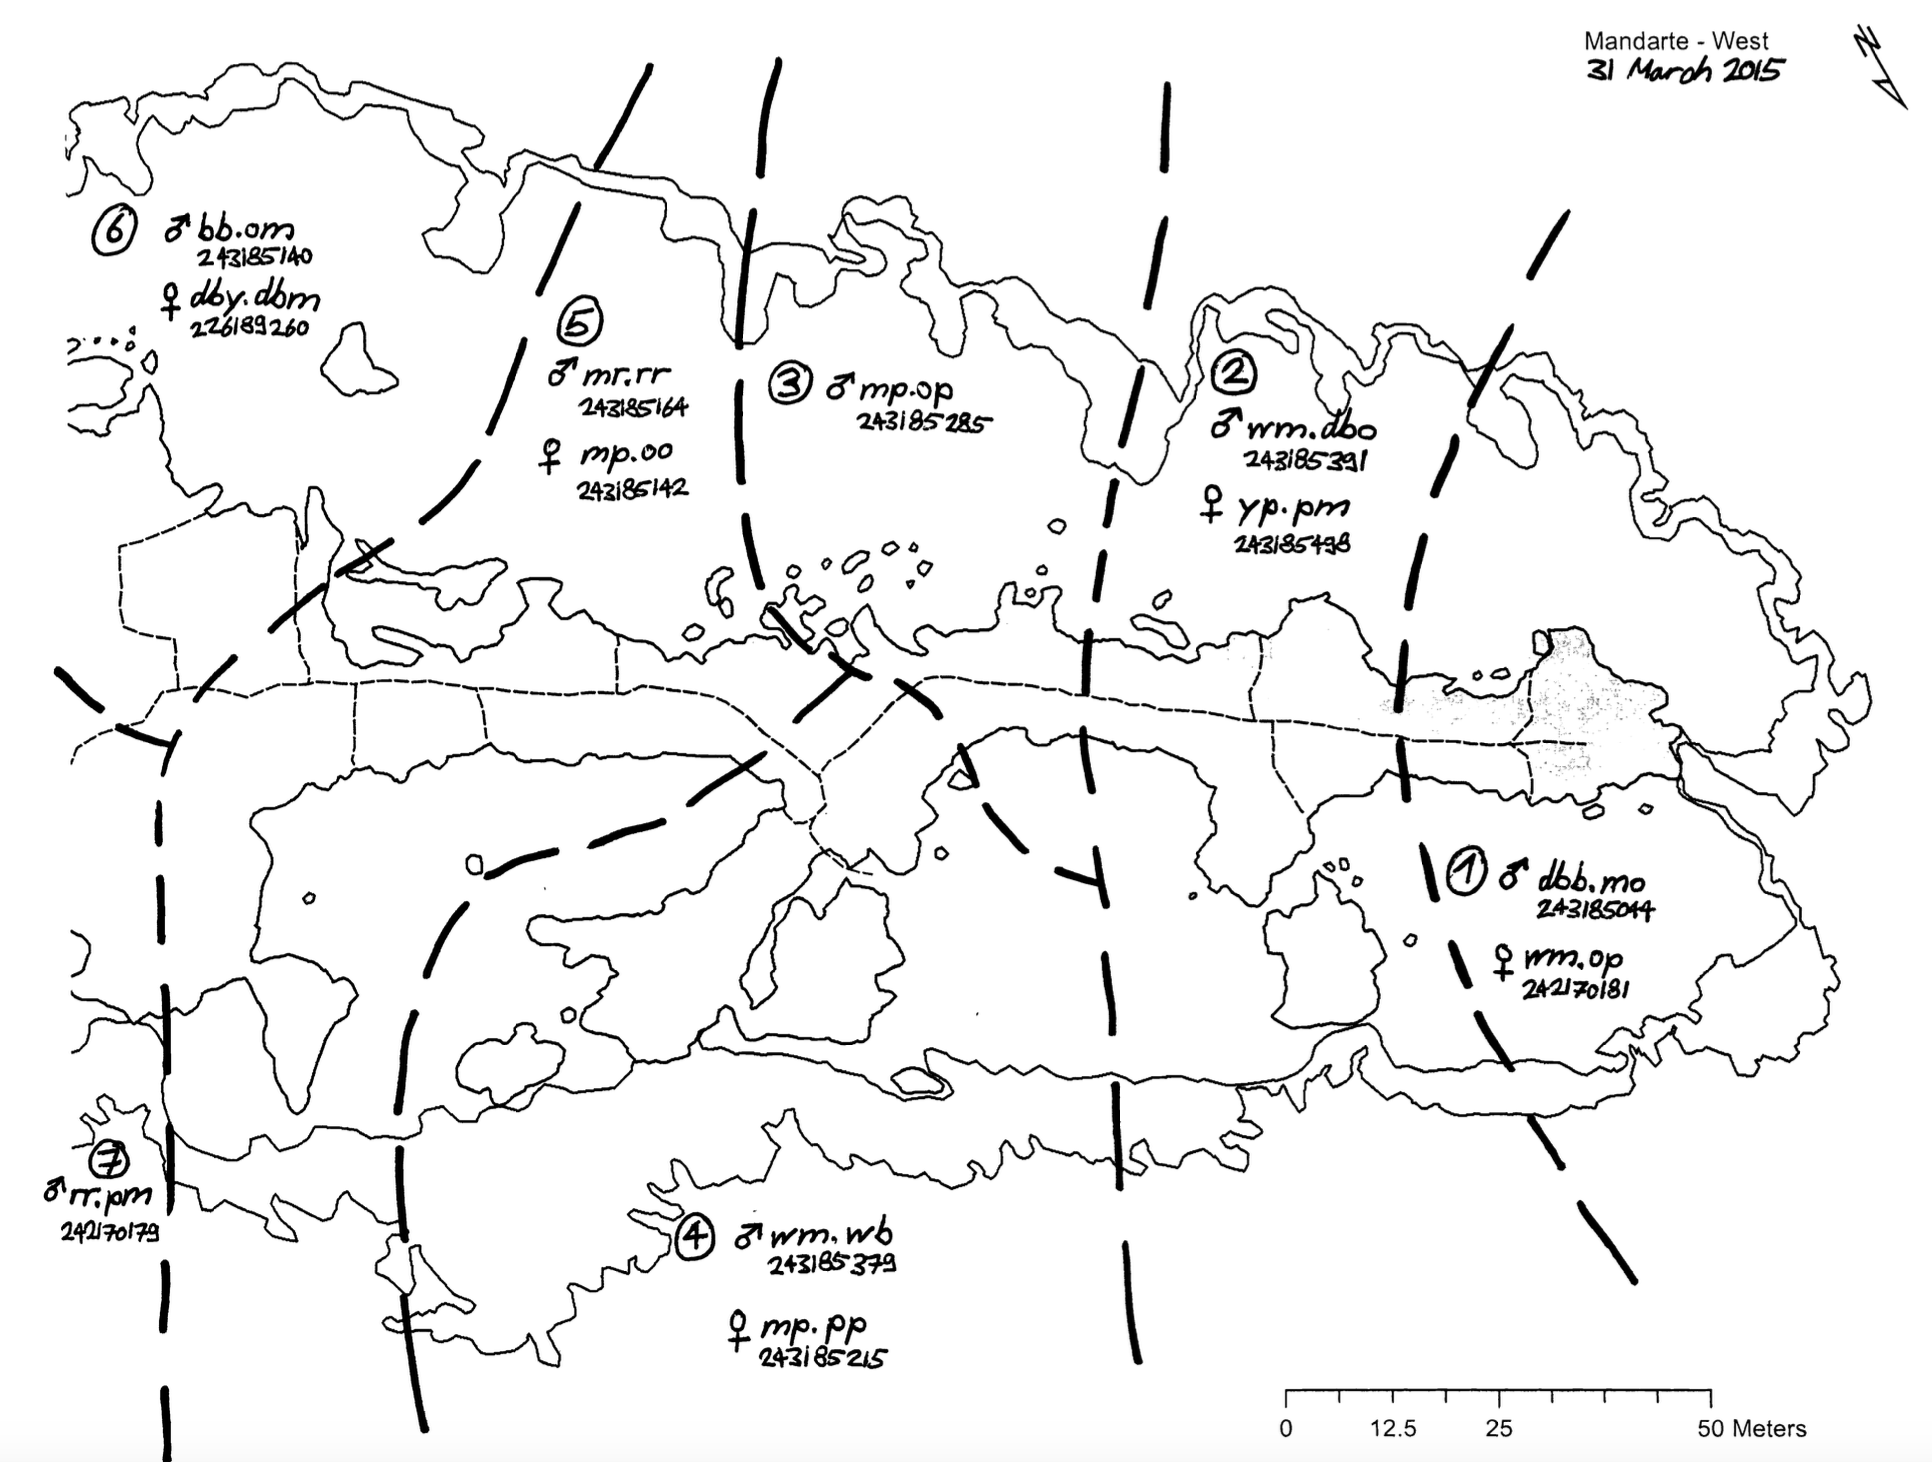 Mandarte - West
31 March 2015
N
6 ♂ bb.om
243185140
♀ dby.dbm
226189260
5
♂ mr.rr
243185164
♀ mp.oo
243185142
3 ♂ mp.op
243185285
2
♂ wm.dbo
243185391
♀ yp.pm
243185498
1 ♂ dbb.mo
243185044
♀ wm.op
242170181
7
♂ rr.pm
242170179
4 ♂ wm.wb
243185379
♀ mp.pp
243185215
0 12.5 25 50 Meters